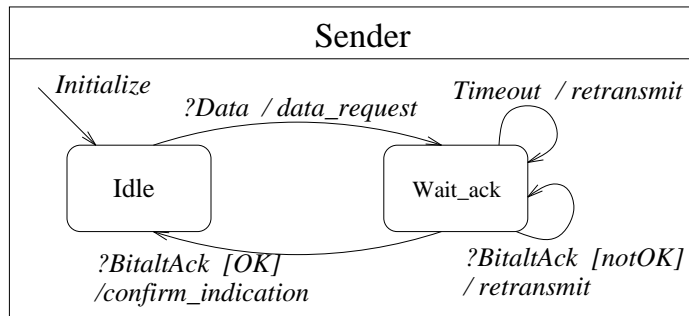 Sender
Initialize
?Data / data_request
Timeout / retransmit
Idle
Wait_ack
?BitaltAck [OK]
/confirm_indication
?BitaltAck [notOK]
/ retransmit